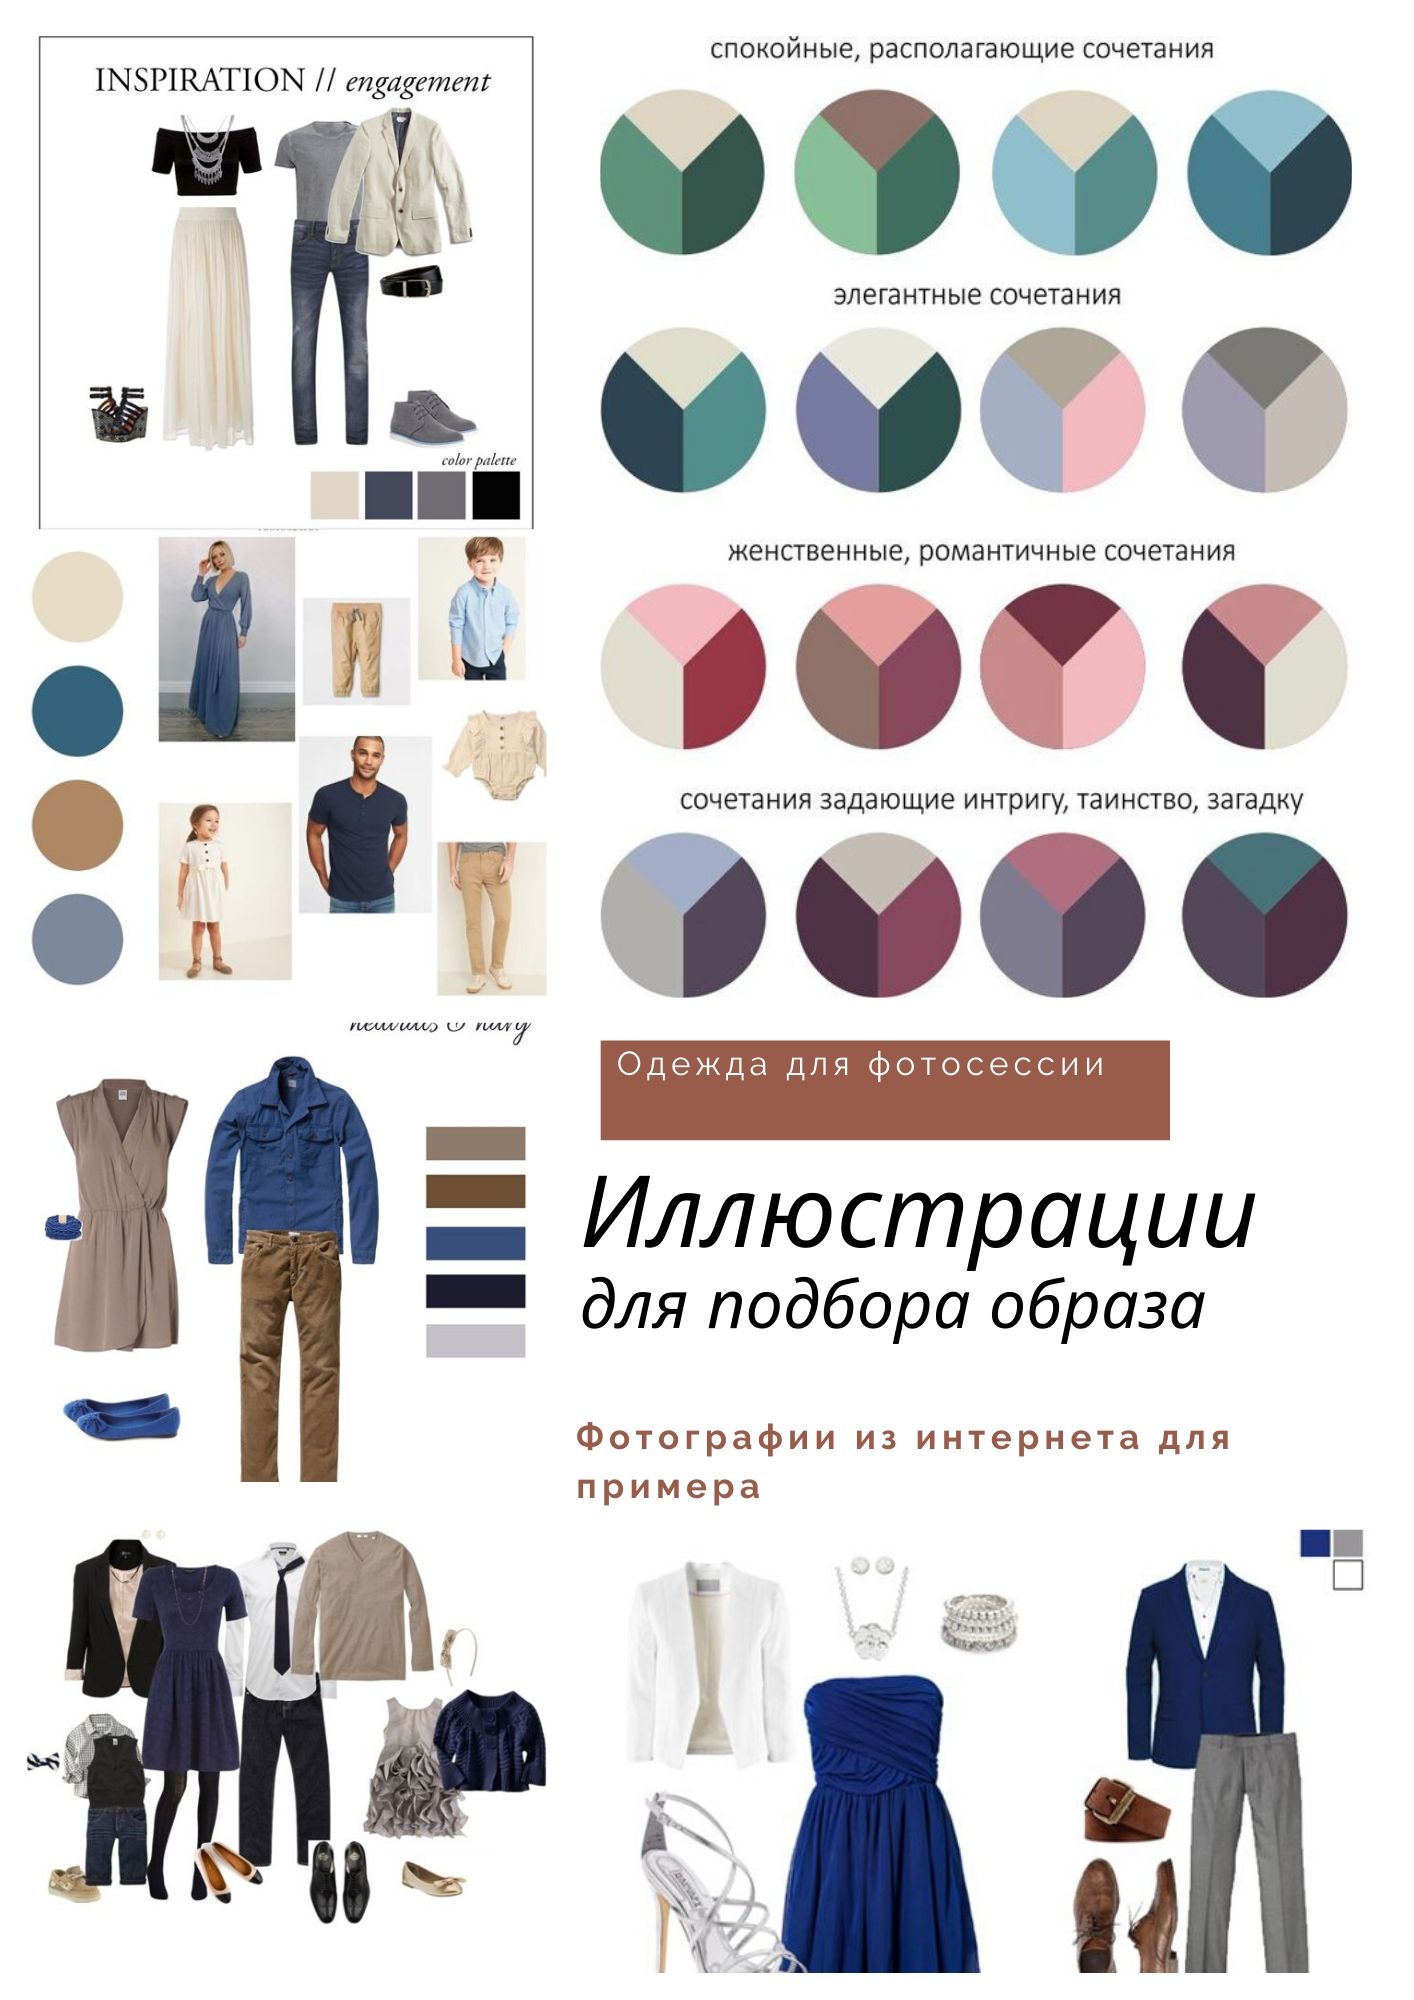 INSPIRATION // engagement
color palette
спокойные, располагающие сочетания
элегантные сочетания
женственные, романтичные сочетания
сочетания задающие интригу, таинство, загадку
neutrals & navy
Одежда для фотосессии
Иллюстрации
для подбора образа
Фотографии из интернета для
примера